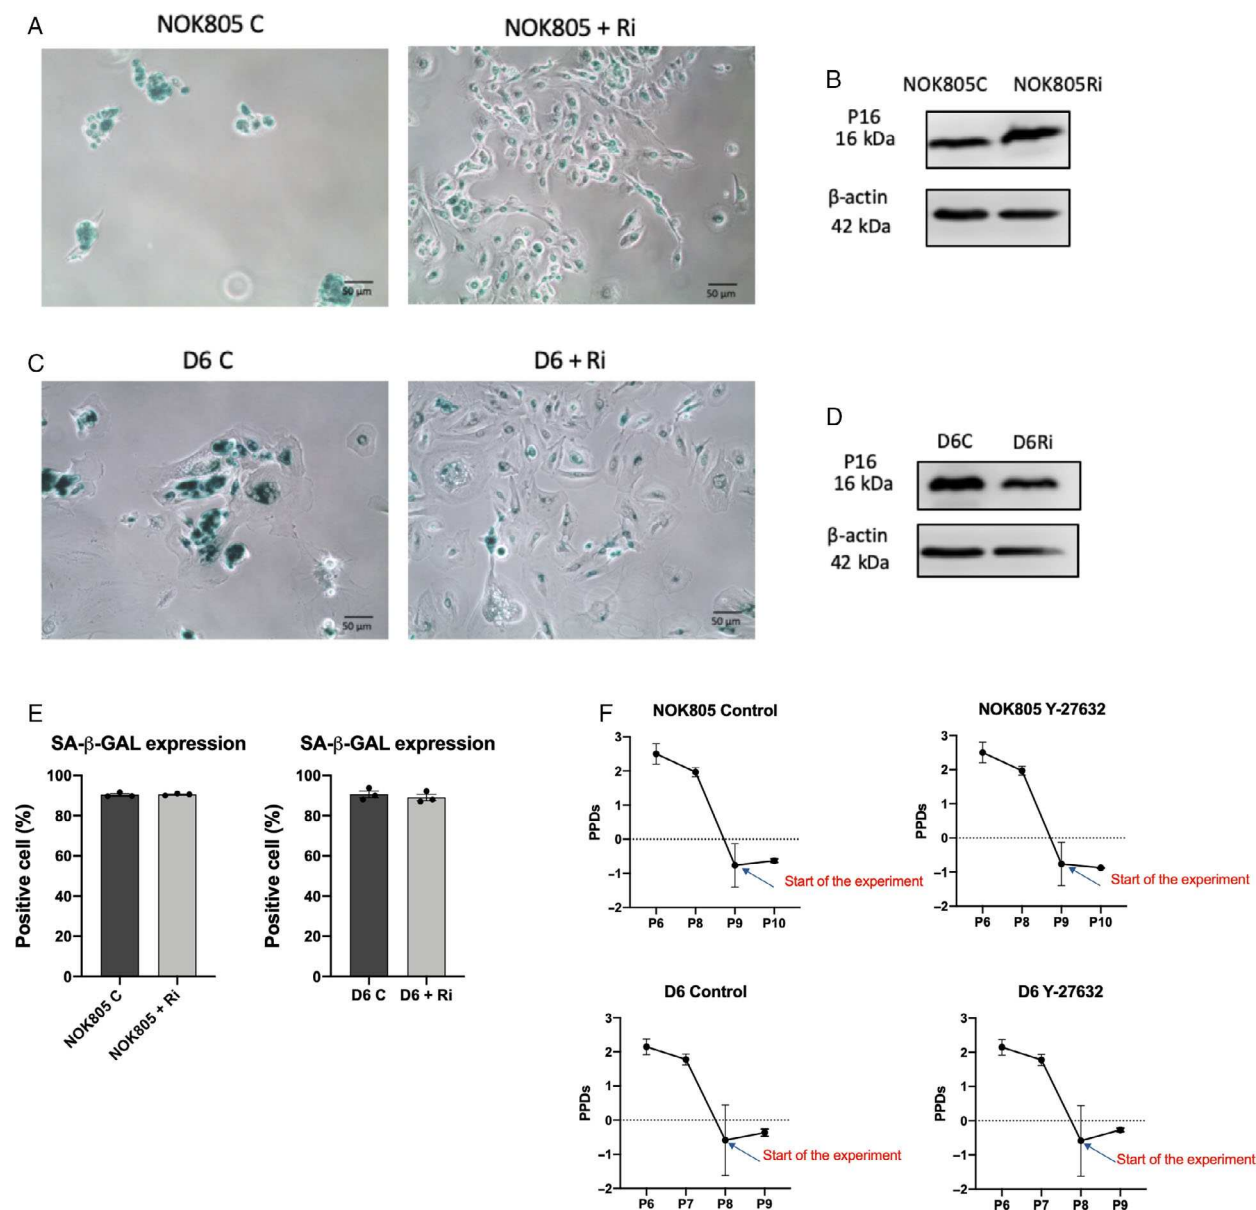 A
NOK805 C
NOK805 + Ri
50 µm
50 µm
B
NOK805C NOK805Ri
P16
16 kDa
β-actin
42 kDa
C
D6 C
D6 + Ri
50 µm
50 µm
D
D6C D6Ri
P16
16 kDa
β-actin
42 kDa
E
SA-β-GAL expression
Positive cell (%)
100
80
60
40
20
0
NOK805 C
NOK805 + Ri
SA-β-GAL expression
Positive cell (%)
100
80
60
40
20
0
D6 C
D6 + Ri
F
NOK805 Control
PPDs
3
2
1
0
−1
−2
Start of the experiment
P6 P8 P9 P10
NOK805 Y-27632
PPDs
3
2
1
0
−1
−2
Start of the experiment
P6 P8 P9 P10
D6 Control
PPDs
3
2
1
0
−1
−2
Start of the experiment
P6 P7 P8 P9
D6 Y-27632
PPDs
3
2
1
0
−1
−2
Start of the experiment
P6 P7 P8 P9